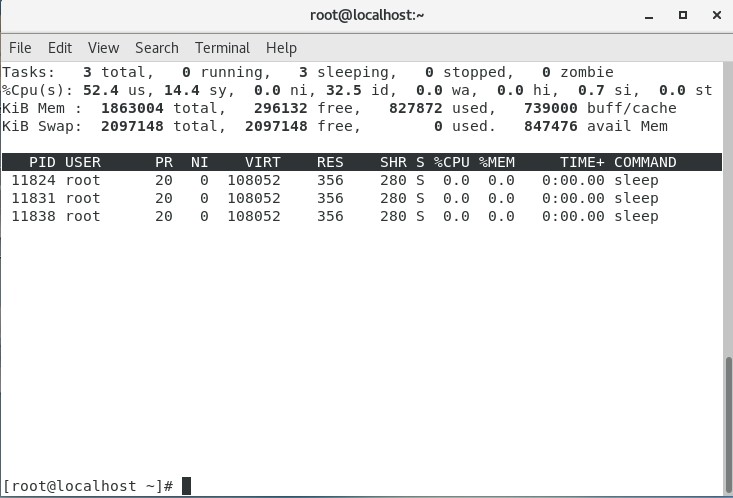 root@localhost:~
File Edit View Search Terminal Help
Tasks:   3 total,   0 running,   3 sleeping,   0 stopped,   0 zombie
%Cpu(s): 52.4 us, 14.4 sy,  0.0 ni, 32.5 id,  0.0 wa,  0.0 hi,  0.7 si,  0.0 st
KiB Mem :  1863004 total,   296132 free,   827872 used,   739000 buff/cache
KiB Swap:  2097148 total,  2097148 free,        0 used.   847476 avail Mem
PID USER      PR  NI    VIRT    RES    SHR S %CPU %MEM     TIME+ COMMAND
11824 root      20   0  108052    356    280 S  0.0  0.0   0:00.00 sleep
11831 root      20   0  108052    356    280 S  0.0  0.0   0:00.00 sleep
11838 root      20   0  108052    356    280 S  0.0  0.0   0:00.00 sleep
[root@localhost ~]#